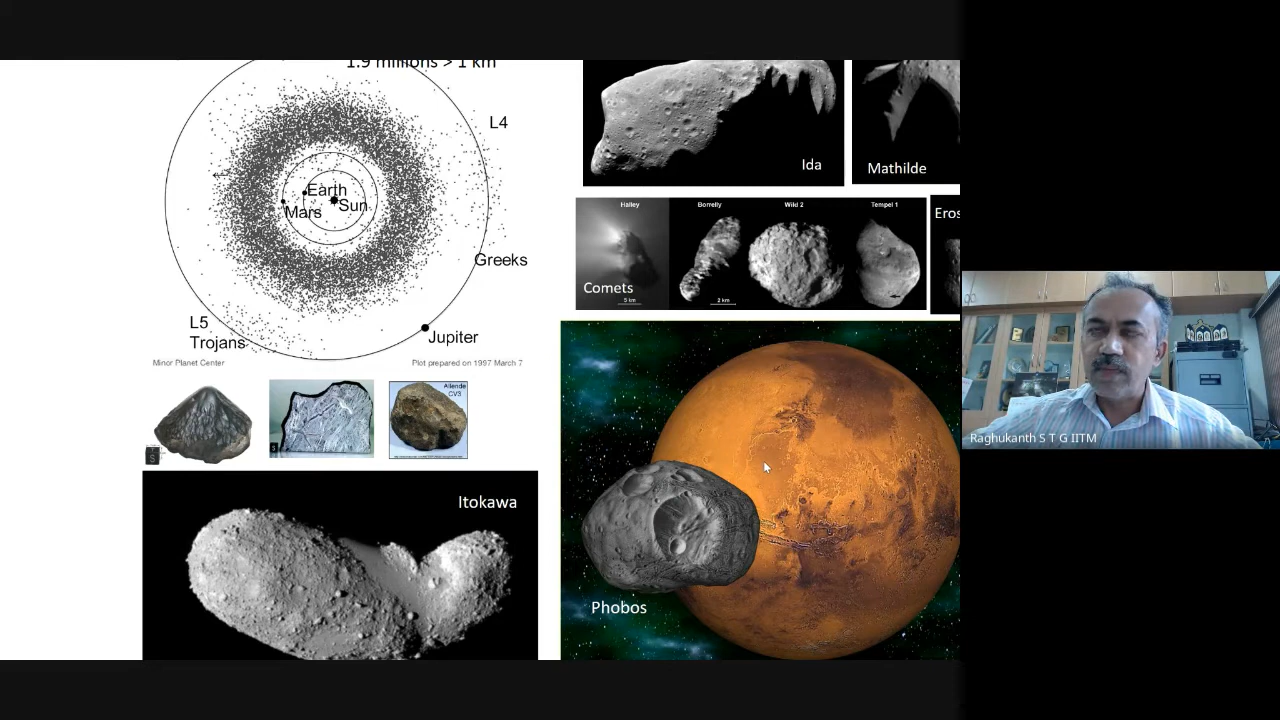 1.9 millions > 1 km
L4
Earth
Sun
Mars
Greeks
L5
Trojans
Jupiter
Minor Planet Center
Plot prepared on 1997 March 7
Allende
CV3
S
Itokawa
Ida
Mathilde
Halley
Borrelly
Wild 2
Tempel 1
Comets
5 km
2 km
Eros
Phobos
Raghukanth S T G IITM